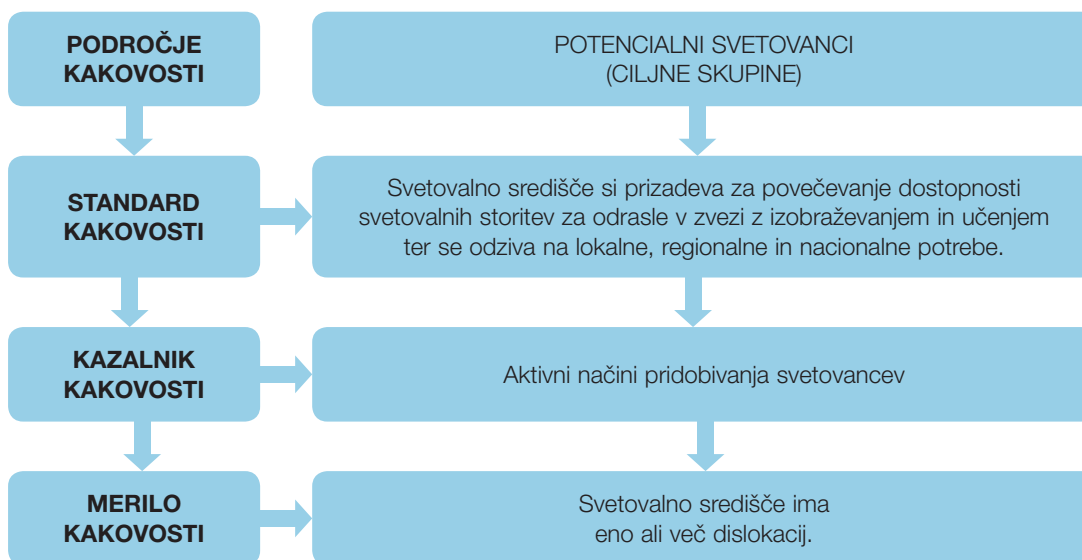 PODROČJE
KAKOVOSTI
POTENCIALNI SVETOVANCI
(CILJNE SKUPINE)
STANDARD
KAKOVOSTI
Svetovalno središče si prizadeva za povečevanje dostopnosti
svetovalnih storitev za odrasle v zvezi z izobraževanjem in učenjem
ter se odziva na lokalne, regionalne in nacionalne potrebe.
KAZALNIK
KAKOVOSTI
Aktivni načini pridobivanja svetovancev
MERILO
KAKOVOSTI
Svetovalno središče ima
eno ali več dislokacij.